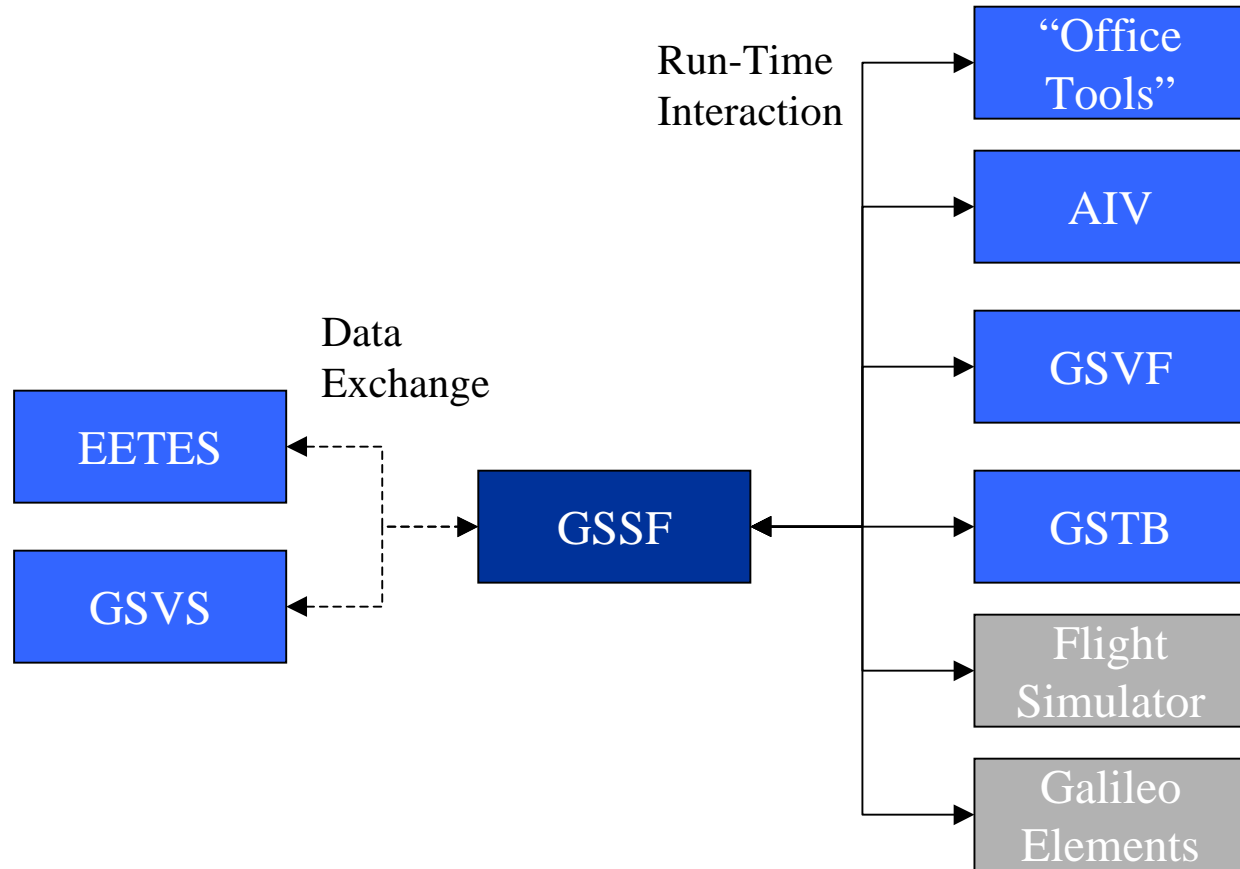 “Office
Tools”
Run-Time
Interaction
AIV
Data
Exchange
GSVF
EETES
GSSF
GSTB
GSVS
Flight
Simulator
Galileo
Elements